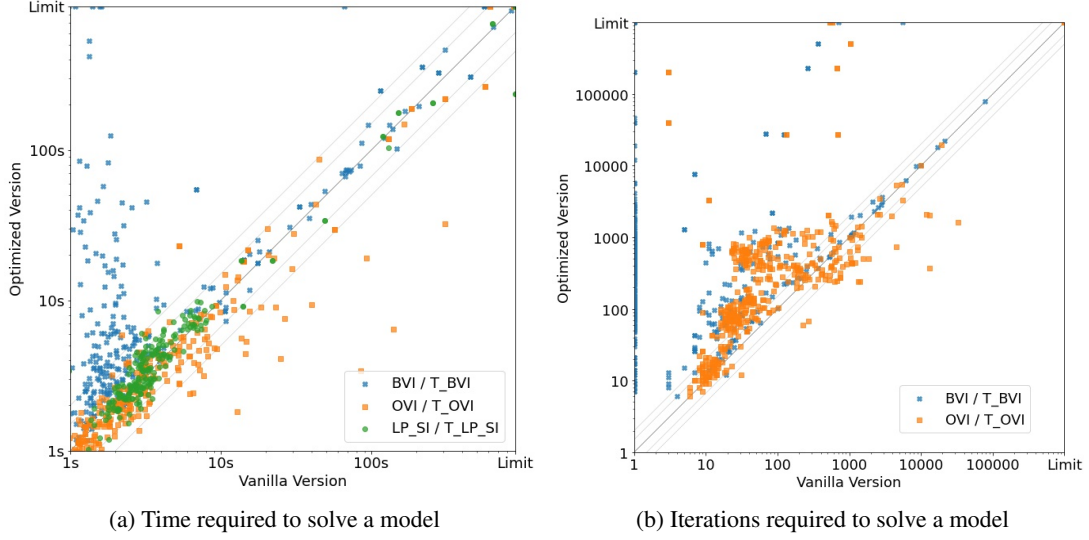 Limit
100s
10s
1s
Optimized Version
1s
10s
100s
Limit
Vanilla Version
BVI / T_BVI
OVI / T_OVI
LP_SI / T_LP_SI
(a) Time required to solve a model
Limit
100000
10000
1000
100
10
1
Optimized Version
1
10
100
1000
10000
100000
Limit
Vanilla Version
BVI / T_BVI
OVI / T_OVI
(b) Iterations required to solve a model